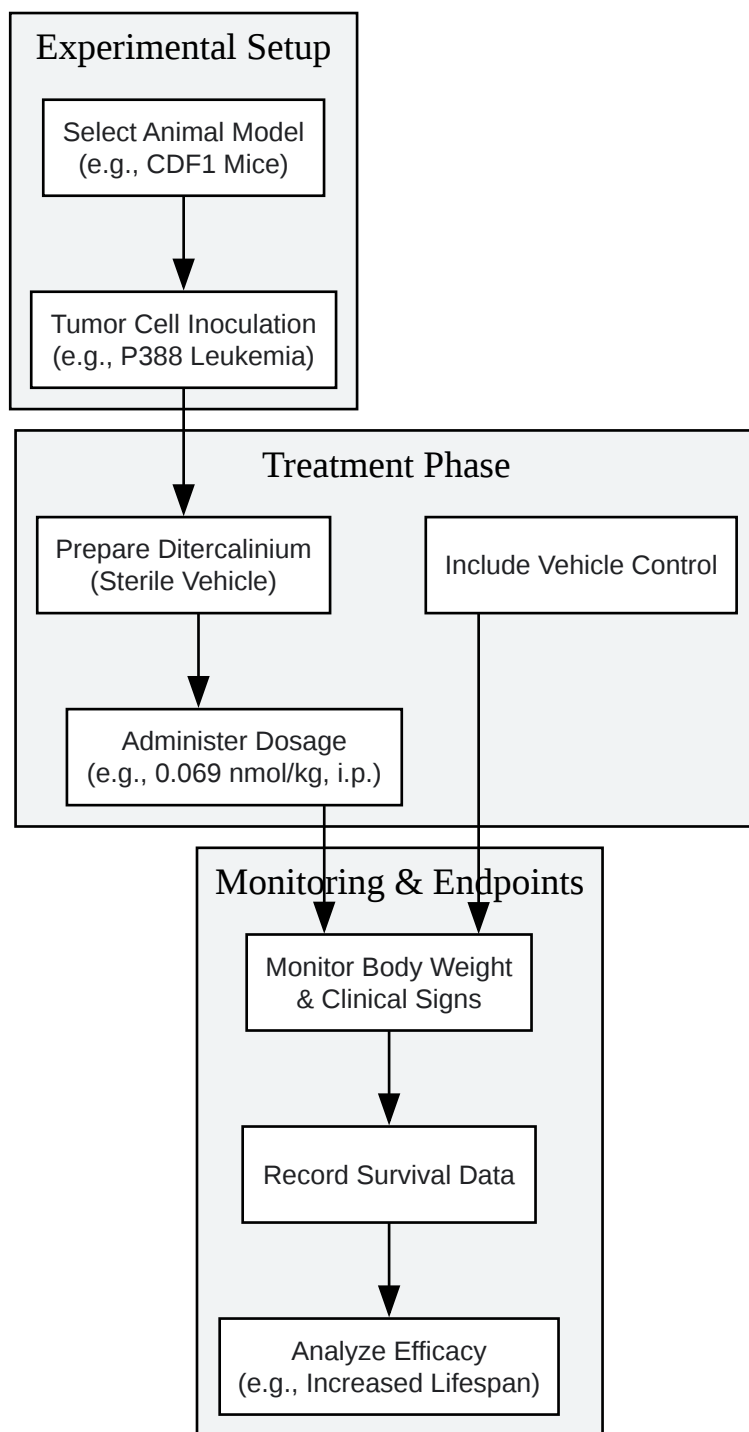 Experimental Setup
Select Animal Model
(e.g., CDF1 Mice)
Tumor Cell Inoculation
(e.g., P388 Leukemia)
Treatment Phase
Prepare Ditercalinium
(Sterile Vehicle)
Include Vehicle Control
Administer Dosage
(e.g., 0.069 nmol/kg, i.p.)
Monitoring & Endpoints
Monitor Body Weight
& Clinical Signs
Record Survival Data
Analyze Efficacy
(e.g., Increased Lifespan)